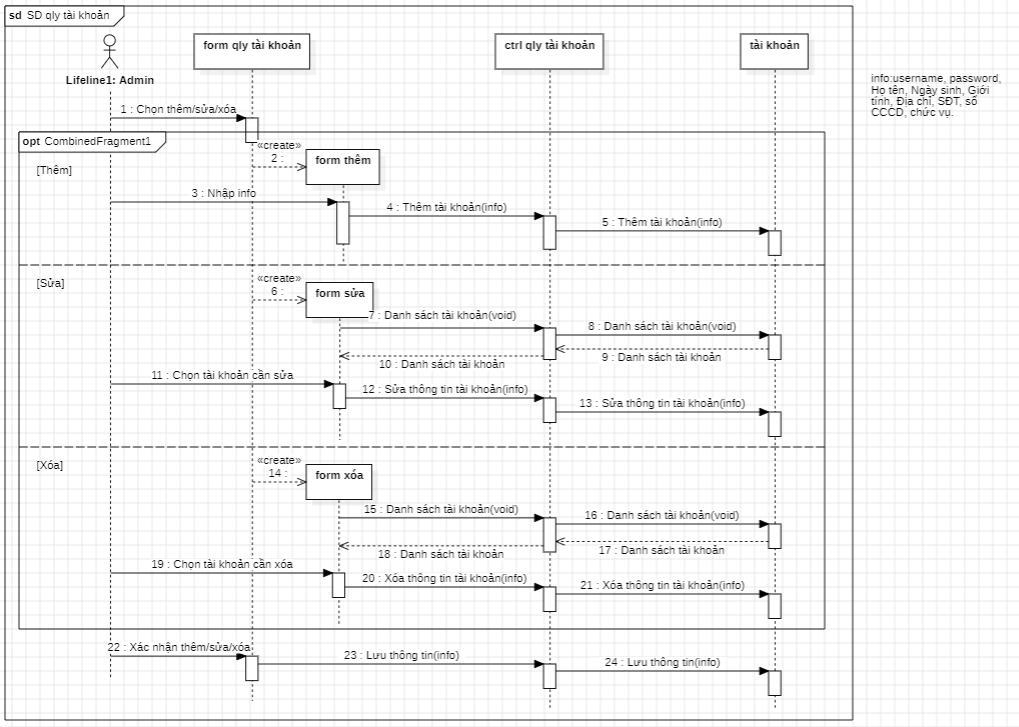 sd SD qly tài khoản
form qly tài khoản
ctrl qly tài khoản
tài khoản
Lifeline1: Admin
info:username, password,
Họ tên, Ngày sinh, Giới
tính, Địa chỉ, SĐT, số
CCCD, chức vụ.
1 : Chọn thêm/sửa/xóa
opt CombinedFragment1
«create»
2 :
form thêm
[Thêm]
3 : Nhập info
4 : Thêm tài khoản(info)
5 : Thêm tài khoản(info)
[Sửa]
«create»
6 :
form sửa
7 : Danh sách tài khoản(void)
8 : Danh sách tài khoản(void)
9 : Danh sách tài khoản
10 : Danh sách tài khoản
11 : Chọn tài khoản cần sửa
12 : Sửa thông tin tài khoản(info)
13 : Sửa thông tin tài khoản(info)
[Xóa]
«create»
14 :
form xóa
15 : Danh sách tài khoản(void)
16 : Danh sách tài khoản(void)
17 : Danh sách tài khoản
18 : Danh sách tài khoản
19 : Chọn tài khoản cần xóa
20 : Xóa thông tin tài khoản(info)
21 : Xóa thông tin tài khoản(info)
22 : Xác nhận thêm/sửa/xóa
23 : Lưu thông tin(info)
24 : Lưu thông tin(info)